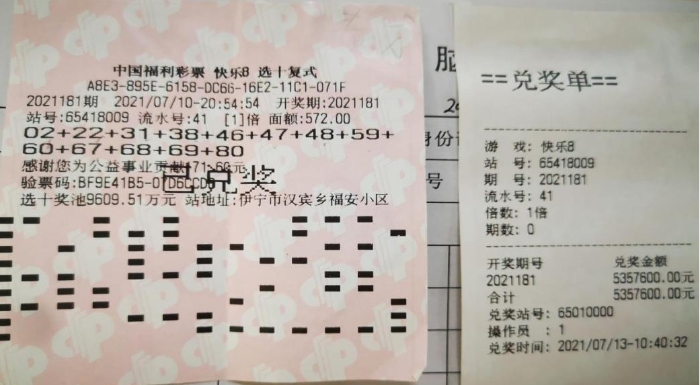 中国福利彩票 快乐8 选十复式
A8E3-895E-6158-DC66-16E2-11C1-071F
2021181期 2021/07/10-20:54:54 开奖期:2021181
站号:65418009 流水号:41 [1]倍 面额:572.00
02+22+31+38+46+47+48+59+
60+67+68+69+80
感谢您为公益事业贡献171.60元
已兑奖
选十奖池9609.51万元 站地址:伊宁市汉宾乡福安小区
脑
身份证
号
==兑奖单==
游 戏: 快乐8
站 号: 65418009
期 号: 2021181
流水号: 41
倍数: 1倍
期数: 0
开奖期号 兑奖金额
2021181 5357600.00元
合计 5357600.00元
兑奖站号: 65010000
操作员 : 1
兑奖时间: 2021/07/13-10:40:32